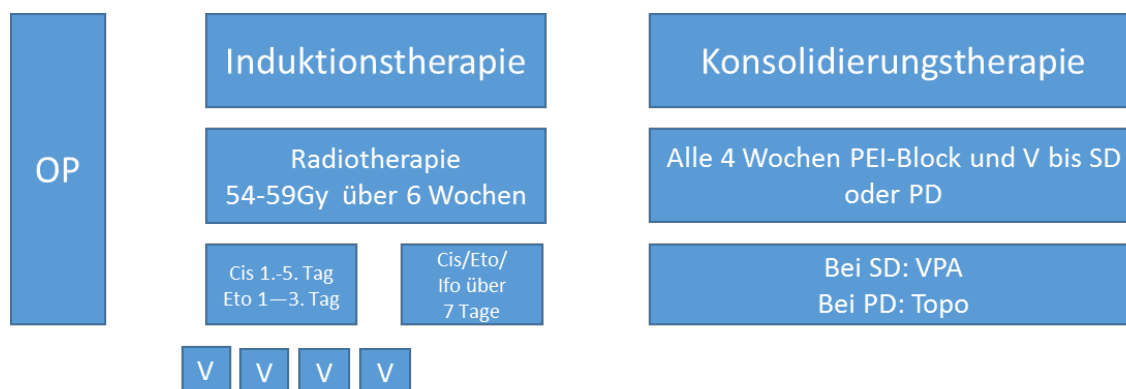 OP
Induktionstherapie
Radiotherapie
54-59Gy über 6 Wochen
Cis 1.-5. Tag
Eto 1—3. Tag
Cis/Eto/
Ifo über
7 Tage
V
V
V
V
Konsolidierungstherapie
Alle 4 Wochen PEI-Block und V bis SD
oder PD
Bei SD: VPA
Bei PD: Topo